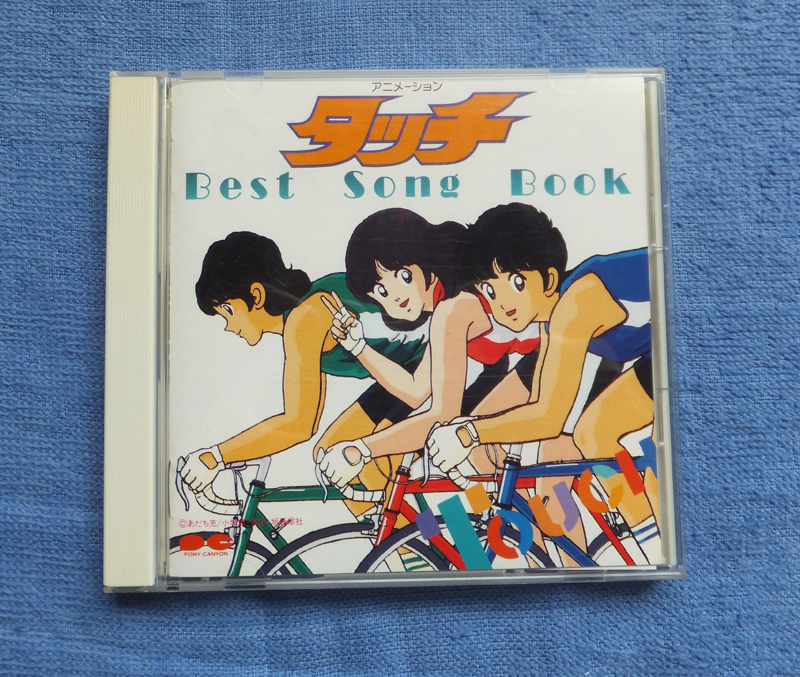 アニメーション
タッチ
Best Song Book
Touch
©あだち充/小
PONY CANYON